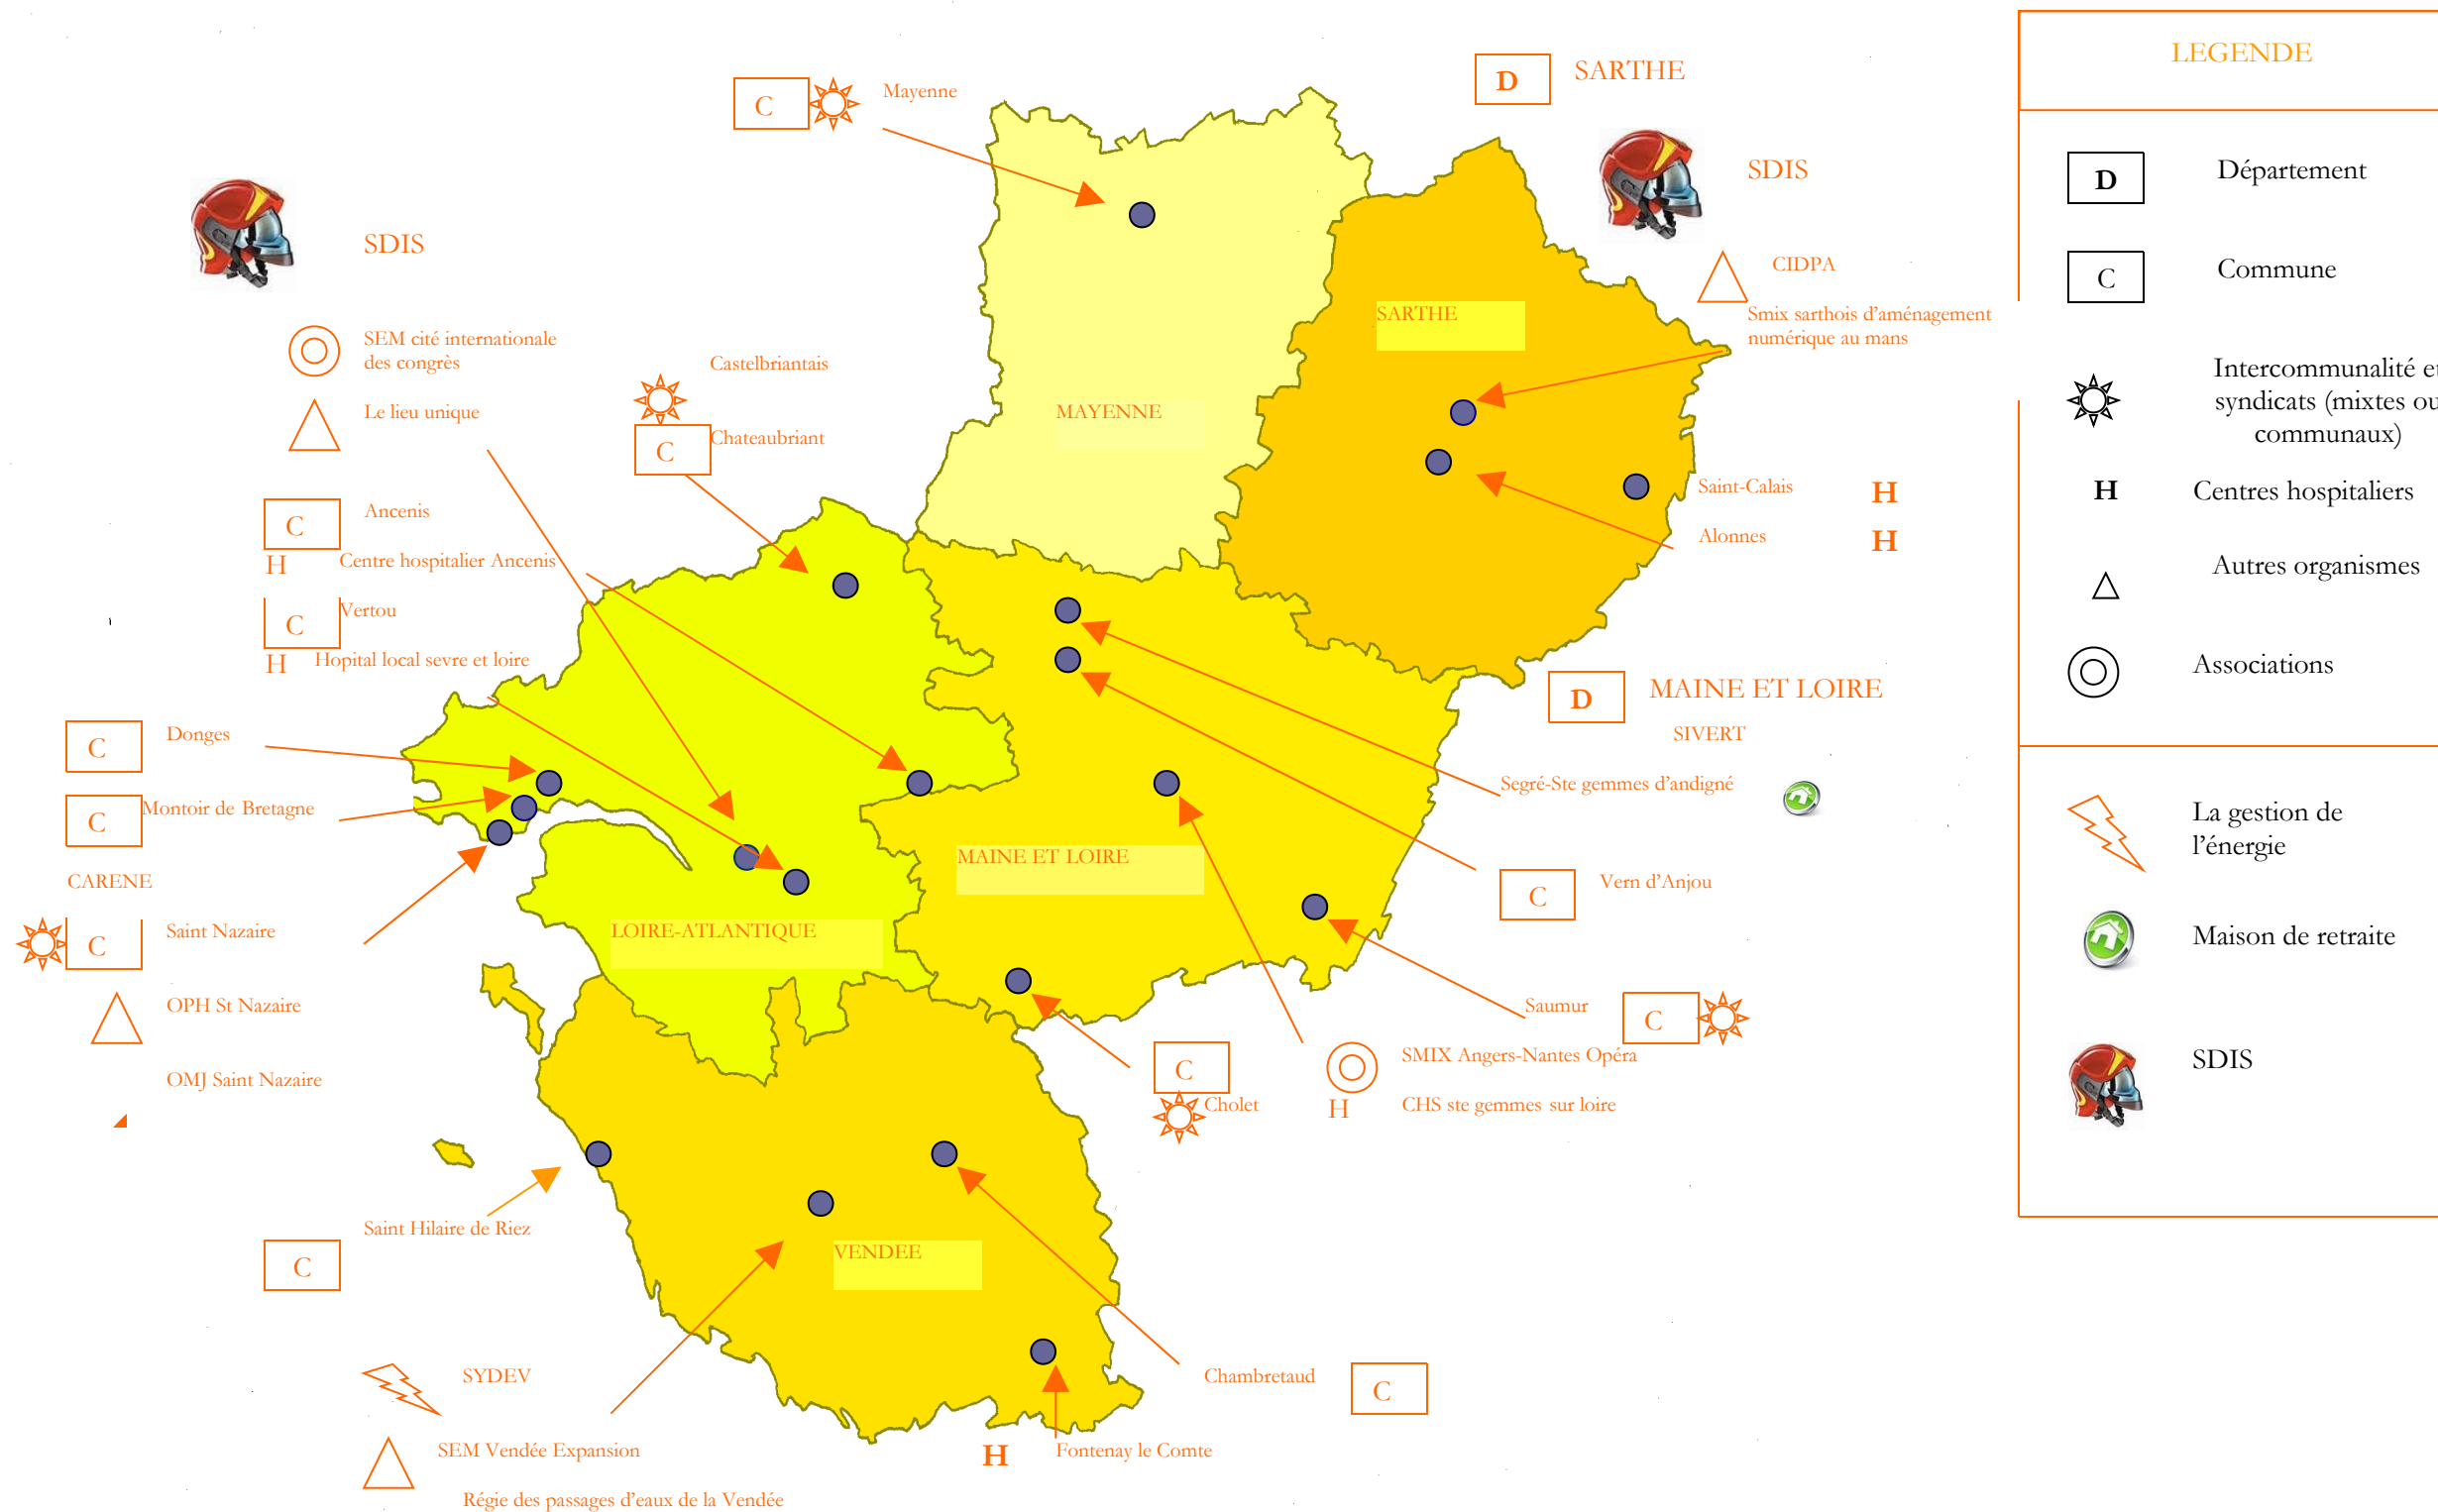 LEGENDE
D
Département
C
Commune
Intercommunalité et
syndicats (mixtes ou
communaux)
H
Centres hospitaliers
Autres organismes
Associations
La gestion de
l'énergie
Maison de retraite
SDIS
C
Mayenne
D
SARTHE
SDIS
CIDPA
Smix sarthois d'aménagement
numérique au mans
SARTHE
MAYENNE
Saint-Calais
H
Alonnes
H
SDIS
SEM cité internationale
des congrès
Le lieu unique
Castelbriantais
C
Chateaubriant
C
Ancenis
H
Centre hospitalier Ancenis
C
Vertou
H
Hopital local sevre et loire
C
Donges
C
Montoir de Bretagne
CARENE
C
Saint Nazaire
OPH St Nazaire
OMJ Saint Nazaire
LOIRE-ATLANTIQUE
MAINE ET LOIRE
D
MAINE ET LOIRE
SIVERT
Segré-Ste gemmes d'andigné
C
Vern d'Anjou
Saumur
C
SMIX Angers-Nantes Opéra
H
CHS ste gemmes sur loire
C
Cholet
Saint Hilaire de Riez
C
VENDEE
SYDEV
SEM Vendée Expansion
Régie des passages d'eaux de la Vendée
H
Fontenay le Comte
Chambretaud
C